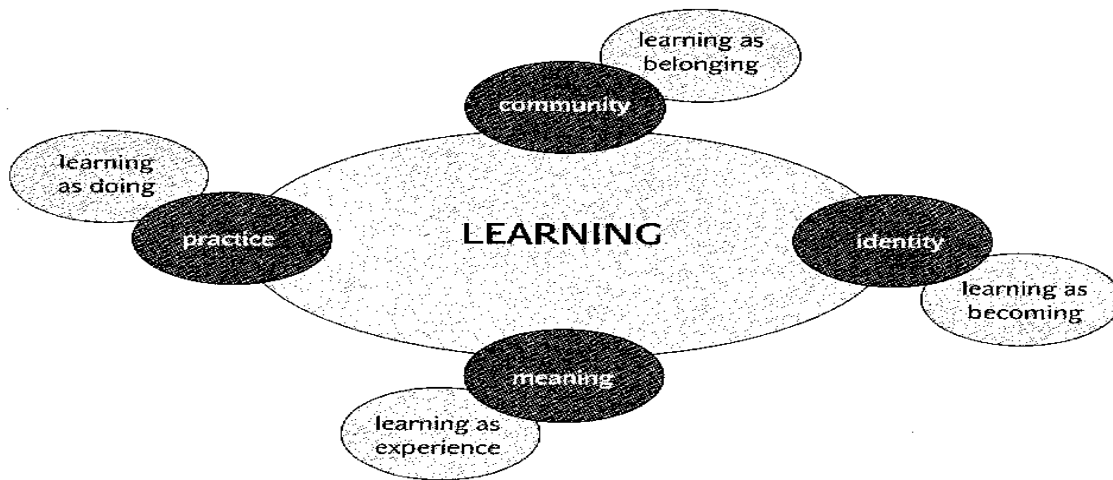 learning as
belonging
community
learning
as doing
practice
LEARNING
identity
learning as
becoming
meaning
learning as
experience